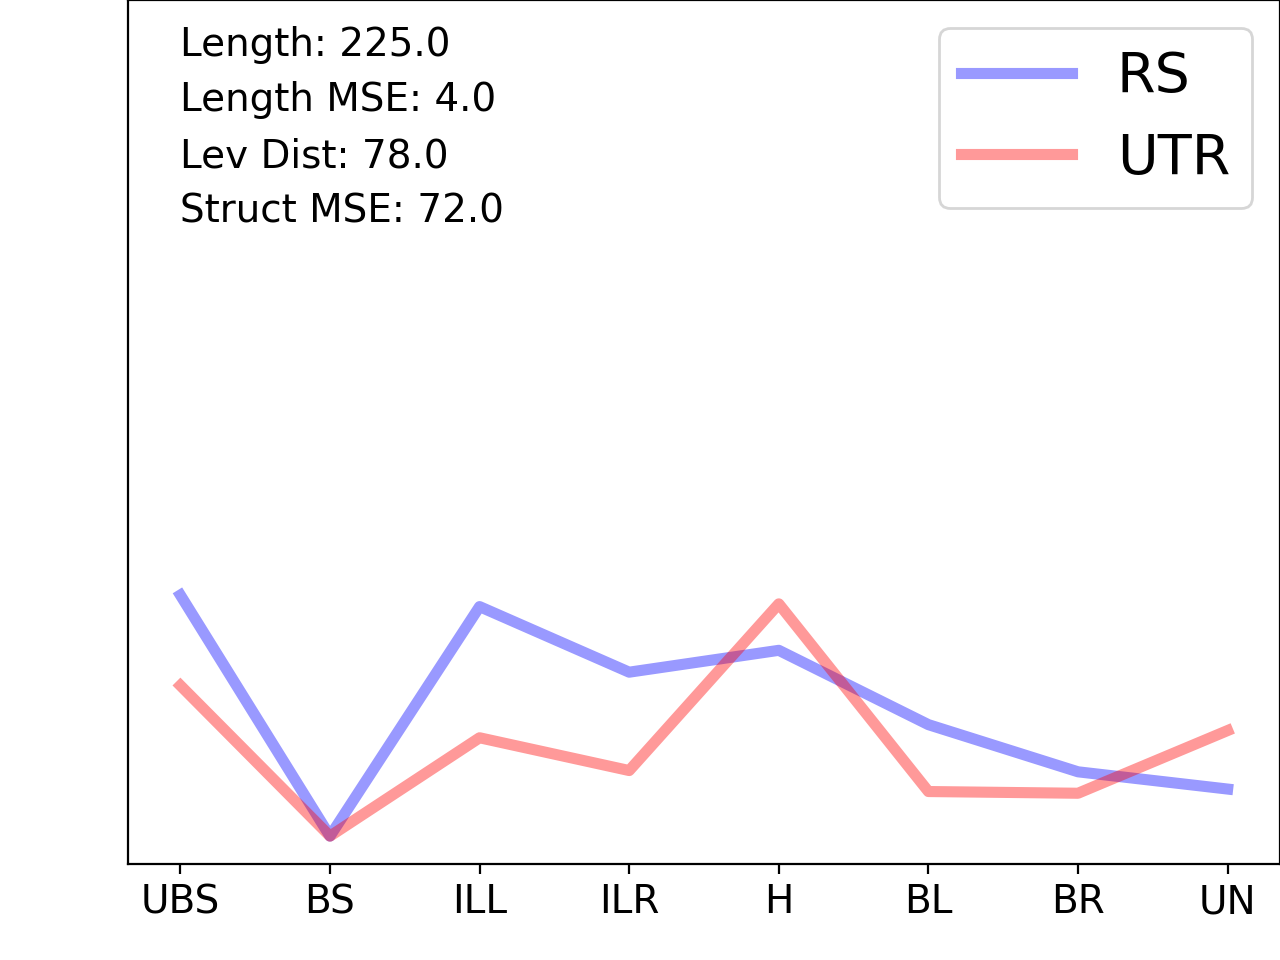 Length: 225.0
Length MSE: 4.0
Lev Dist: 78.0
Struct MSE: 72.0
RS
UTR
UBS BS ILL ILR H BL BR UN